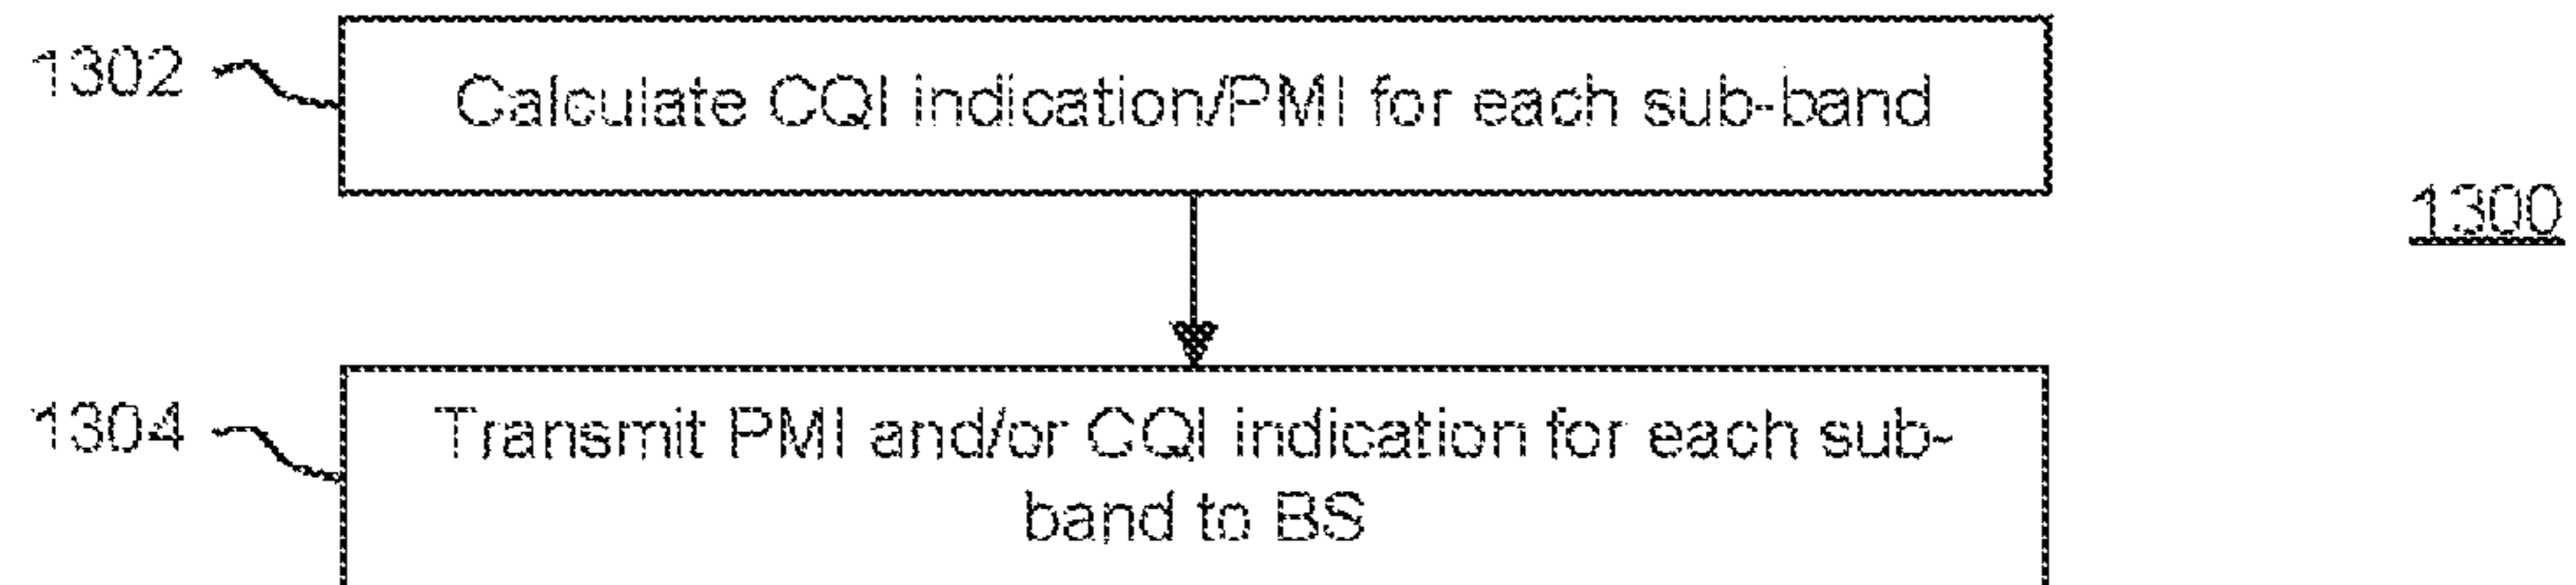 1302
Calculate CQI indication/PMI for each sub-band
1300
1304
Transmit PMI and/or CQI indication for each sub-
band to BS